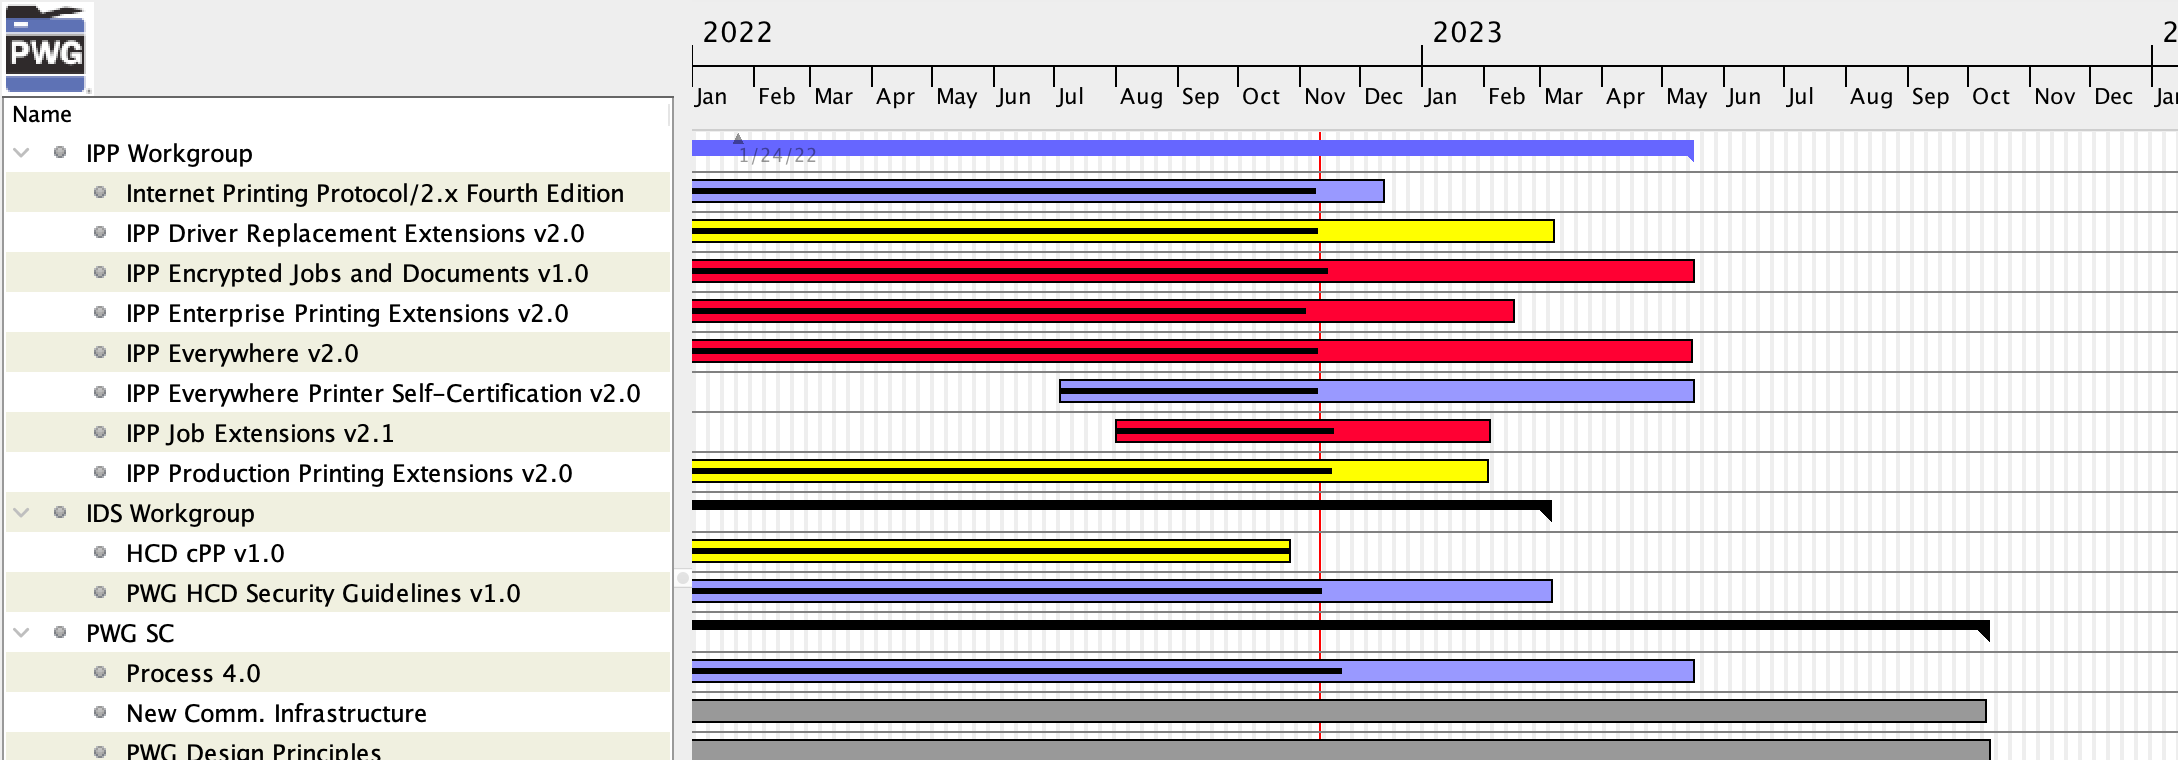 PWG
2022 2023 2
Jan Feb Mar Apr May Jun Jul Aug Sep Oct Nov Dec Jan Feb Mar Apr May Jun Jul Aug Sep Oct Nov Dec Ja
Name
IPP Workgroup
1/24/22
Internet Printing Protocol/2.x Fourth Edition
IPP Driver Replacement Extensions v2.0
IPP Encrypted Jobs and Documents v1.0
IPP Enterprise Printing Extensions v2.0
IPP Everywhere v2.0
IPP Everywhere Printer Self-Certification v2.0
IPP Job Extensions v2.1
IPP Production Printing Extensions v2.0
IDS Workgroup
HCD cPP v1.0
PWG HCD Security Guidelines v1.0
PWG SC
Process 4.0
New Comm. Infrastructure
PWG Design Principles